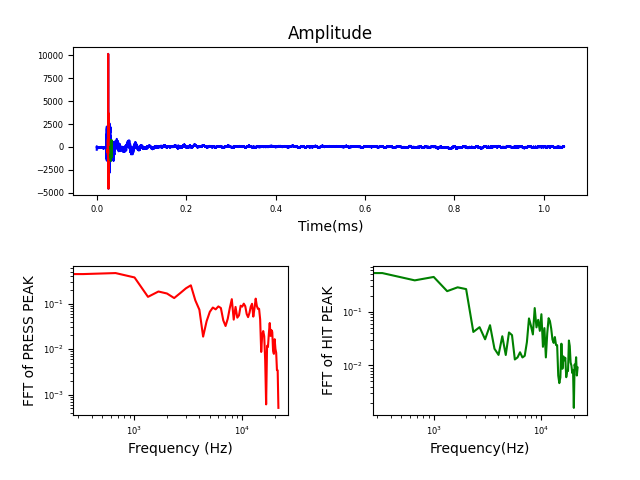 Amplitude
10000
7500
5000
2500
0
−2500
−5000
0.0 0.2 0.4 0.6 0.8 1.0
Time(ms)
FFT of PRESS PEAK
10⁻¹
10⁻²
10⁻³
10³ 10⁴
Frequency (Hz)
FFT of HIT PEAK
10⁻¹
10⁻²
10³ 10⁴
Frequency(Hz)